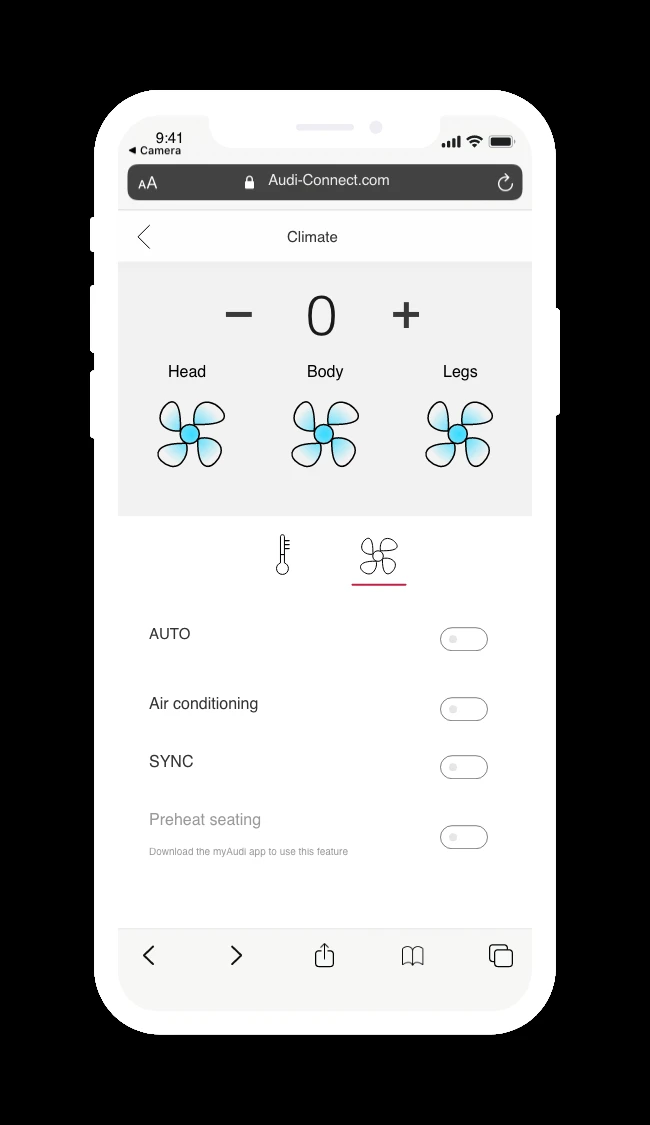 9:41
Camera
AA Audi-Connect.com
Climate
− 0 +
Head Body Legs
AUTO
Air conditioning
SYNC
Preheat seating
Download the myAudi app to use this feature